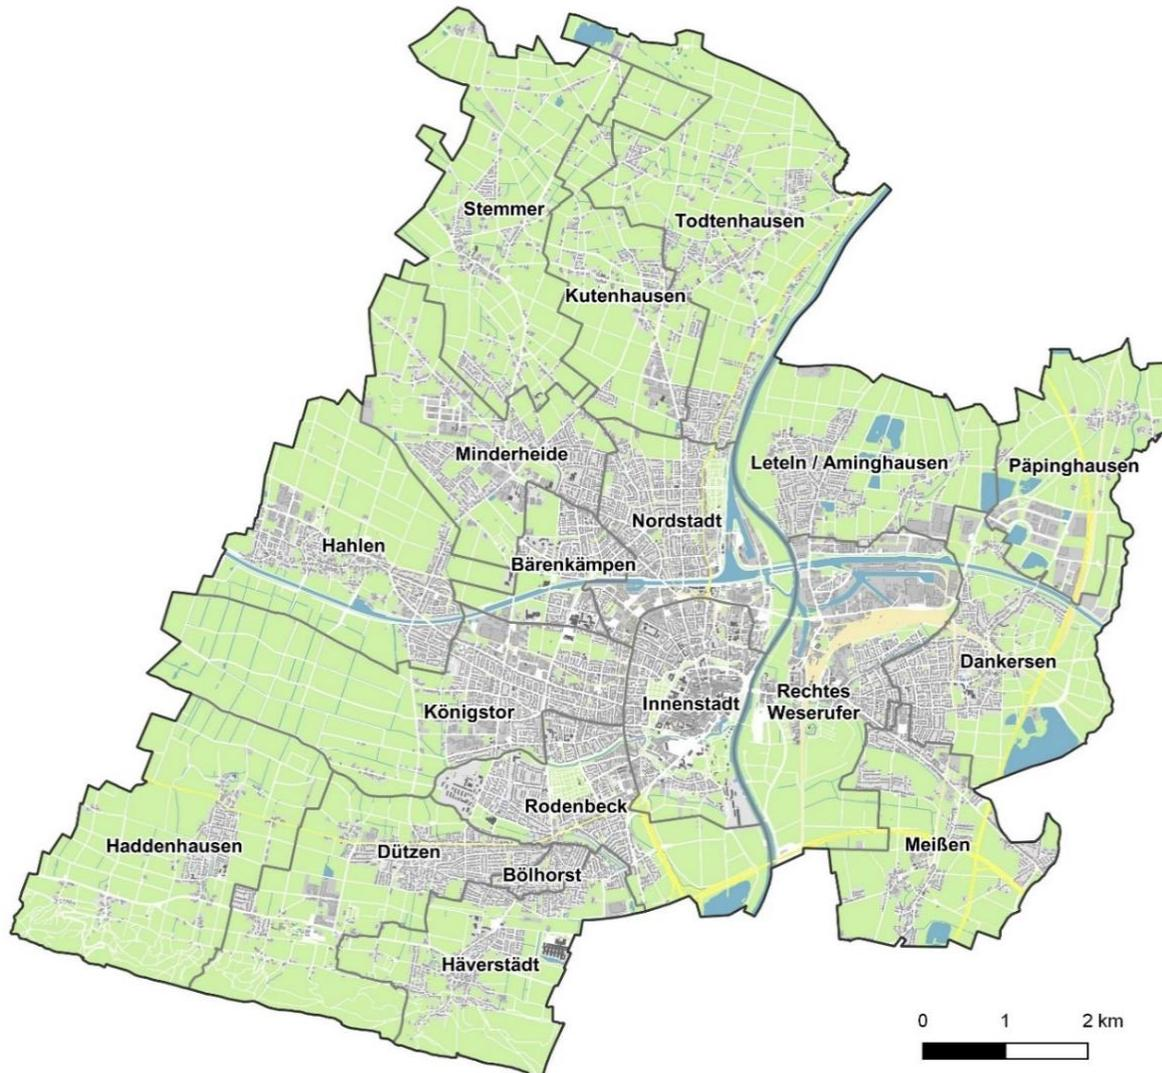 Stemmer
Todtenhausen
Kutenhausen
Minderheide
Leteln / Aminghausen
Päpinghausen
Nordstadt
Hahlen
Bärenkämpen
Dankersen
Rechtes
Weserufer
Innenstadt
Königstor
Rodenbeck
Haddenhausen
Dützen
Meißen
Bölhorst
Häverstädt
0 1 2 km